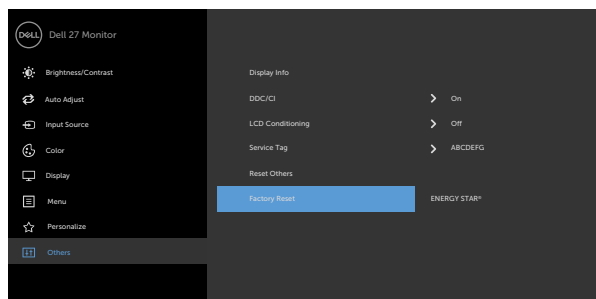 DELL Dell 27 Monitor
Brightness/Contrast
Auto Adjust
Input Source
Color
Display
Menu
Personalize
Others
Display Info
DDC/CI On
LCD Conditioning Off
Service Tag ABCDEFG
Reset Others
Factory Reset ENERGY STAR®